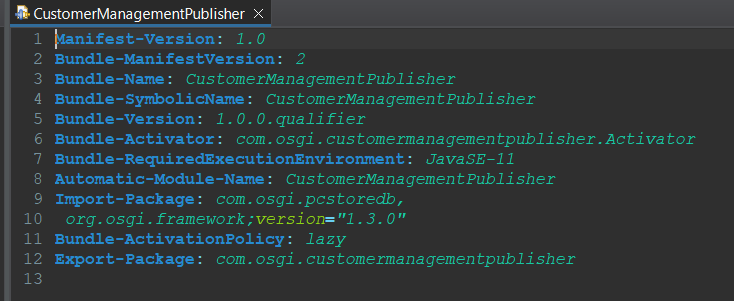 CustomerManagementPublisher
1 Manifest-Version: 1.0
2 Bundle-ManifestVersion: 2
3 Bundle-Name: CustomerManagementPublisher
4 Bundle-SymbolicName: CustomerManagementPublisher
5 Bundle-Version: 1.0.0.qualifier
6 Bundle-Activator: com.osgi.customermanagementpublisher.Activator
7 Bundle-RequiredExecutionEnvironment: JavaSE-11
8 Automatic-Module-Name: CustomerManagementPublisher
9 Import-Package: com.osgi.pcstoredb,
10 org.osgi.framework;version="1.3.0"
11 Bundle-ActivationPolicy: lazy
12 Export-Package: com.osgi.customermanagementpublisher
13